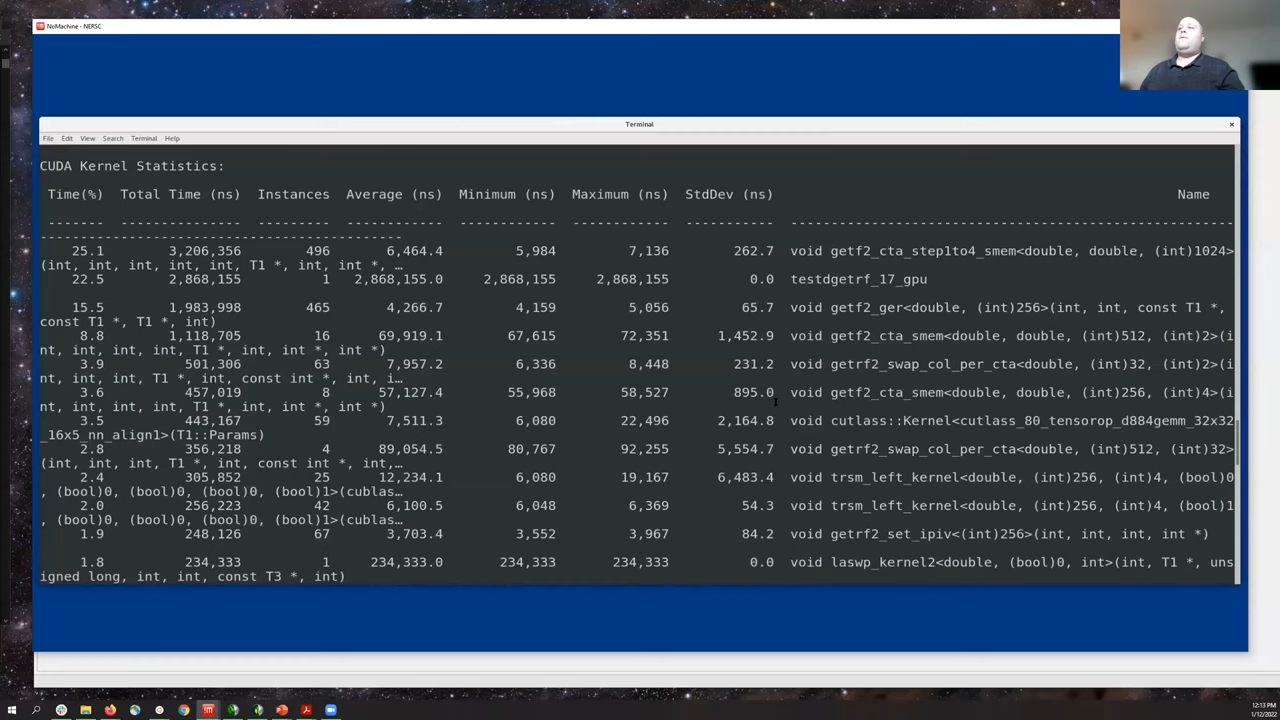 NoMachine - NERSC
Terminal
File Edit View Search Terminal Help
CUDA Kernel Statistics:
Time(%) Total Time (ns) Instances Average (ns) Minimum (ns) Maximum (ns) StdDev (ns) Name
------- --------------- --------- ------------ ------------ ------------ ----------- --------------------------------------------------------
----------------------------------------------
25.1 3,206,356 496 6,464.4 5,984 7,136 262.7 void getf2_cta_step1to4_smem<double, double, (int)1024>
(int, int, int, int, int, T1 *, int, int *, …
22.5 2,868,155 1 2,868,155.0 2,868,155 2,868,155 0.0 testdgetrf_17_gpu
15.5 1,983,998 465 4,266.7 4,159 5,056 65.7 void getf2_ger<double, (int)256>(int, int, const T1 *,
const T1 *, T1 *, int)
8.8 1,118,705 16 69,919.1 67,615 72,351 1,452.9 void getf2_cta_smem<double, double, (int)512, (int)2>(i
nt, int, int, int, T1 *, int, int *, int *)
3.9 501,306 63 7,957.2 6,336 8,448 231.2 void getrf2_swap_col_per_cta<double, (int)32, (int)2>(i
nt, int, int, int, T1 *, int, const int *, int, i…
3.6 457,019 8 57,127.4 55,968 58,527 895.0 void getf2_cta_smem<double, double, (int)256, (int)4>(i
nt, int, int, int, T1 *, int, int *, int *)
3.5 443,167 59 7,511.3 6,080 22,496 2,164.8 void cutlass::Kernel<cutlass_80_tensorop_d884gemm_32x32
_16x5_nn_align1>(T1::Params)
2.8 356,218 4 89,054.5 80,767 92,255 5,554.7 void getrf2_swap_col_per_cta<double, (int)512, (int)32>
(int, int, int, int, T1 *, int, const int *, int,…
2.4 305,852 25 12,234.1 6,080 19,167 6,483.4 void trsm_left_kernel<double, (int)256, (int)4, (bool)0
, (bool)0, (bool)0, (bool)0, (bool)1>(cublas…
2.0 256,223 42 6,100.5 6,048 6,369 54.3 void trsm_left_kernel<double, (int)256, (int)4, (bool)1
, (bool)0, (bool)0, (bool)0, (bool)1>(cublas…
1.9 248,126 67 3,703.4 3,552 3,967 84.2 void getrf2_set_ipiv<(int)256>(int, int, int, int *)
1.8 234,333 1 234,333.0 234,333 234,333 0.0 void laswp_kernel2<double, (bool)0, int>(int, T1 *, uns
igned long, int, int, const T3 *, int)
12:13 PM
1/12/2022